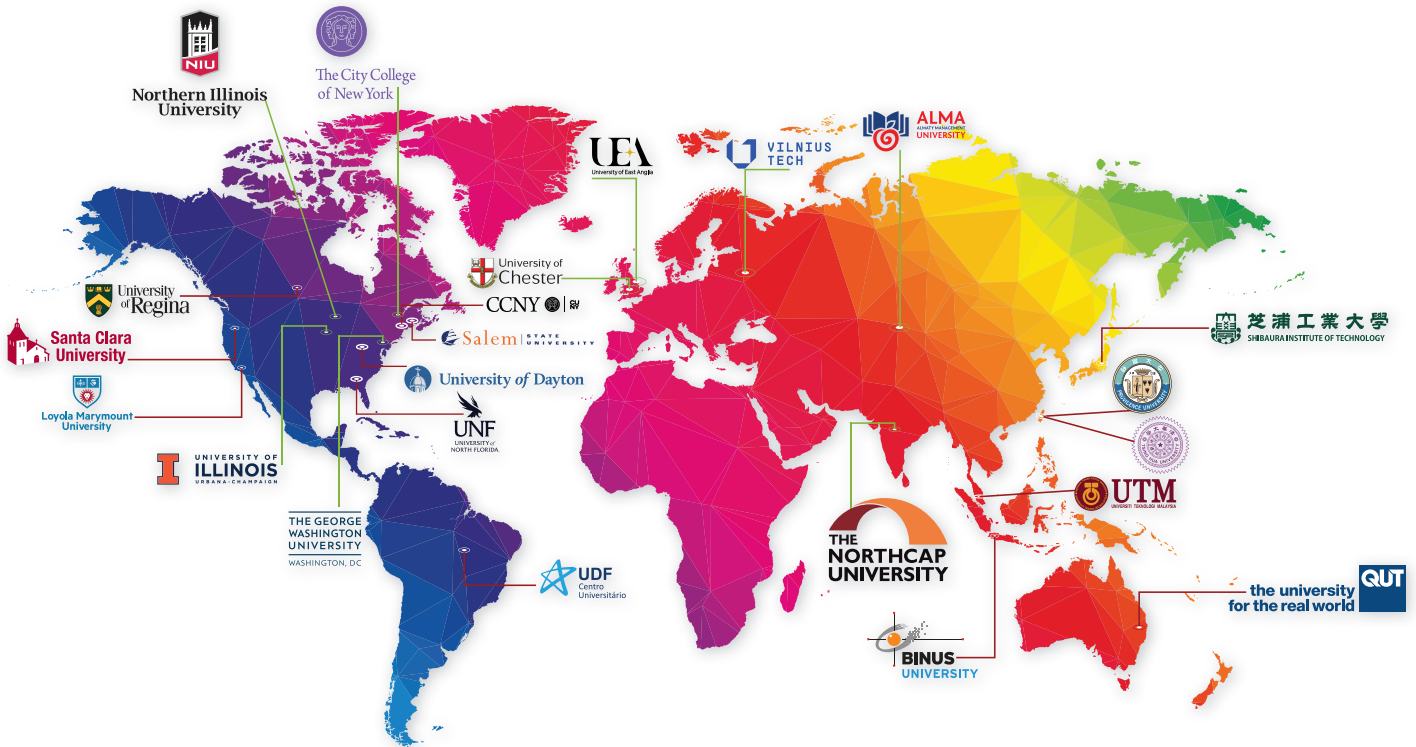 NIU
Northern Illinois
University
The City College
of New York
UEA
University of East Anglia
VILNIUS
TECH
ALMA
ALMATY MANAGEMENT
UNIVERSITY
University of
Chester
University
of Regina
CCNY
Santa Clara
University
Salem STATE
UNIVERSITY
芝浦工業大學
SHIBAURA INSTITUTE OF TECHNOLOGY
University of Dayton
PROVIDENCE UNIVERSITY
Loyola Marymount
University
UNF
UNIVERSITY of
NORTH FLORIDA
UNIVERSITY OF
ILLINOIS
URBANA-CHAMPAIGN
UTM
UNIVERSITI TEKNOLOGI MALAYSIA
THE GEORGE
WASHINGTON
UNIVERSITY
WASHINGTON, DC
THE
NORTHCAP
UNIVERSITY
UDF
Centro
Universitário
QUT
the university
for the real world
BINUS
UNIVERSITY